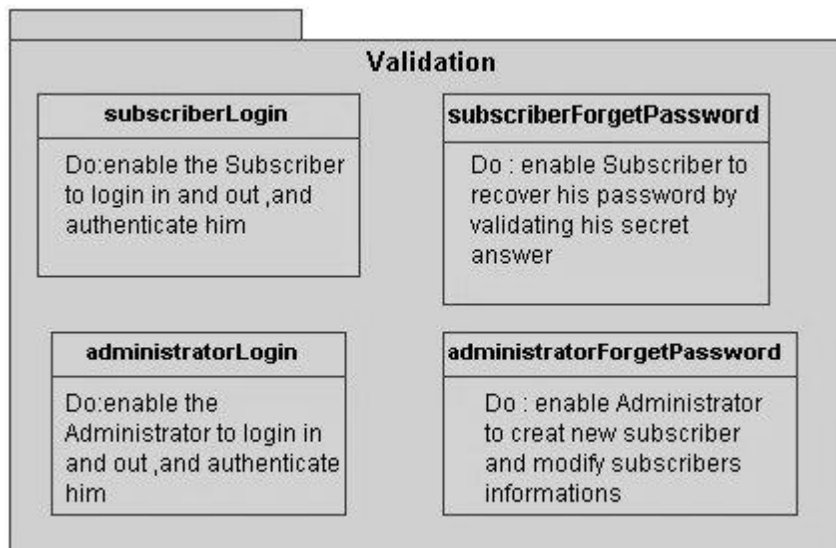 Validation
subscriberLogin
Do:enable the Subscriber
to login in and out ,and
authenticate him
subscriberForgetPassword
Do : enable Subscriber to
recover his password by
validating his secret
answer
administratorLogin
Do:enable the
Administrator to login in
and out ,and authenticate
him
administratorForgetPassword
Do : enable Administrator
to creat new subscriber
and modify subscribers
informations